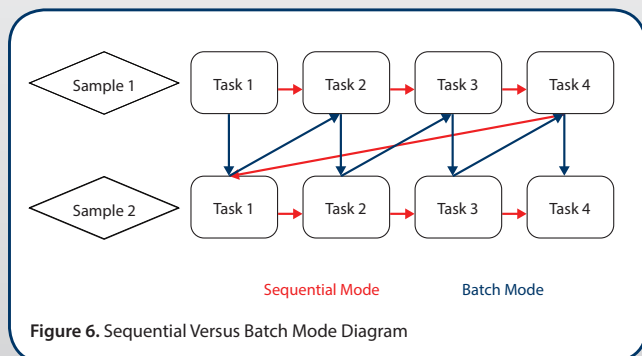 Sample 1
Task 1
Task 2
Task 3
Task 4
Sample 2
Task 1
Task 2
Task 3
Task 4
Sequential Mode
Batch Mode
Figure 6. Sequential Versus Batch Mode Diagram